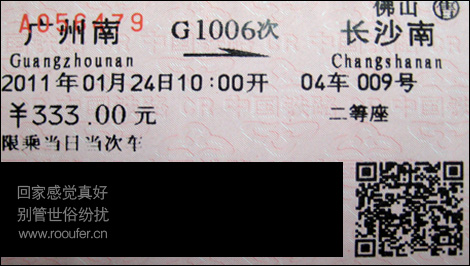 A056479 佛山 售
广州南 G1006次 长沙南
Guangzhounan Changshanan
2011年01月24日10:00开 04车009号
￥333.00元 二等座
限乘当日当次车
回家感觉真好
别管世俗纷扰
www.rooufer.cn